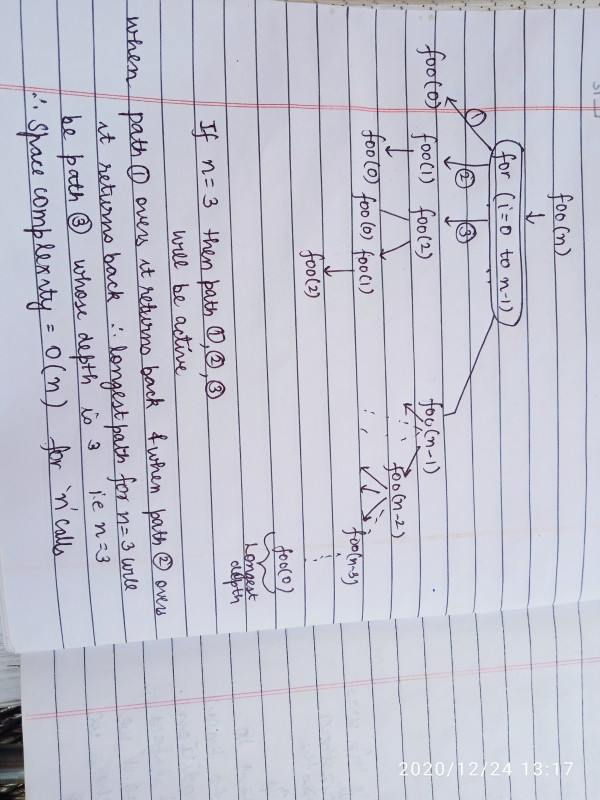 foo(n)
for (i=0 to n-1)
① ② ③
foo(0) foo(1) foo(2) foo(n-1)
foo(0) foo(0) foo(1) foo(n-2)
foo(2) foo(n-3)
foo(0)
Longest
depth
If n=3 then path ①,②,③
will be active
when path ① overs it returns back & when path ② overs
it returns back ∴ longest path for n=3 will
be path ③ whose depth is 3 i.e n=3
∴ Space complexity = O(n) for 'n' calls
2020/12/24 13:17